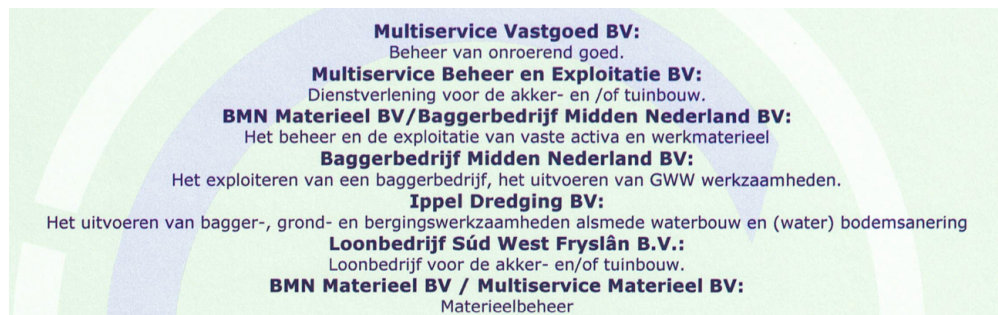 Multiservice Vastgoed BV:
Beheer van onroerend goed.
Multiservice Beheer en Exploitatie BV:
Dienstverlening voor de akker- en /of tuinbouw.
BMN Materieel BV/Baggerbedrijf Midden Nederland BV:
Het beheer en de exploitatie van vaste activa en werkmaterieel
Baggerbedrijf Midden Nederland BV:
Het exploiteren van een baggerbedrijf, het uitvoeren van GWW werkzaamheden.
Ippel Dredging BV:
Het uitvoeren van bagger-, grond- en bergingswerkzaamheden alsmede waterbouw en (water) bodemsanering
Loonbedrijf Súd West Fryslân B.V.:
Loonbedrijf voor de akker- en/of tuinbouw.
BMN Materieel BV / Multiservice Materieel BV:
Materieelbeheer